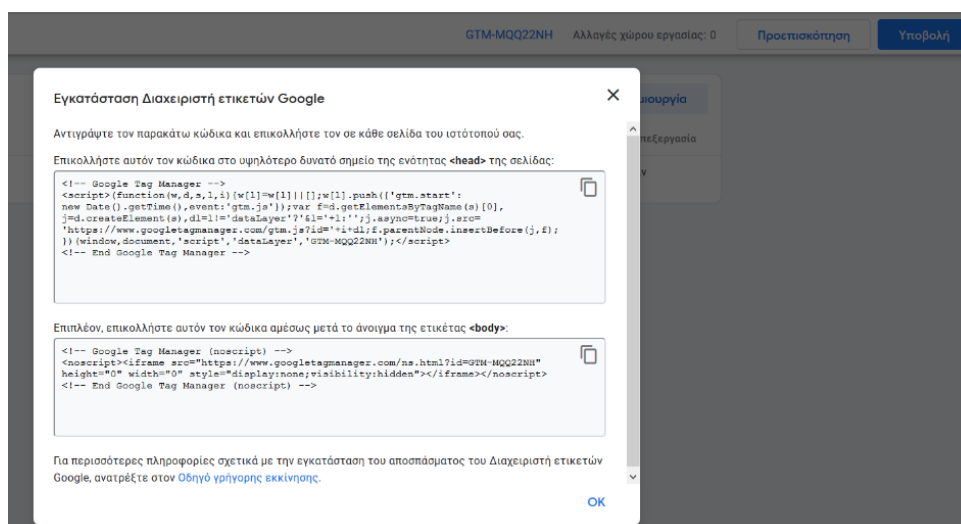 GTM-MQQ22NH Αλλαγές χώρου εργασίας: 0 Προεπισκόπηση Υποβολή
Εγκατάσταση Διαχειριστή ετικετών Google
Αντιγράψτε τον παρακάτω κώδικα και επικολλήστε τον σε κάθε σελίδα του ιστότοπού σας.
Επικολλήστε αυτόν τον κώδικα στο υψηλότερο δυνατό σημείο της ενότητας <head> της σελίδας:
<!-- Google Tag Manager -->
<script>(function(w,d,s,l,i){w[l]=w[l]||[];w[l].push({'gtm.start':
new Date().getTime(),event:'gtm.js'});var f=d.getElementsByTagName(s)[0],
j=d.createElement(s),dl=l!='dataLayer'?'&l='+l:'';j.async=true;j.src=
'https://www.googletagmanager.com/gtm.js?id='+i+dl;f.parentNode.insertBefore(j,f);
})(window,document,'script','dataLayer','GTM-MQQ22NH');</script>
<!-- End Google Tag Manager -->
Επιπλέον, επικολλήστε αυτόν τον κώδικα αμέσως μετά το άνοιγμα της ετικέτας <body>:
<!-- Google Tag Manager (noscript) -->
<noscript><iframe src="https://www.googletagmanager.com/ns.html?id=GTM-MQQ22NH"
height="0" width="0" style="display:none;visibility:hidden"></iframe></noscript>
<!-- End Google Tag Manager (noscript) -->
Για περισσότερες πληροφορίες σχετικά με την εγκατάσταση του αποσπάσματος του Διαχειριστή ετικετών
Google, ανατρέξτε στον Οδηγό γρήγορης εκκίνησης.
OK